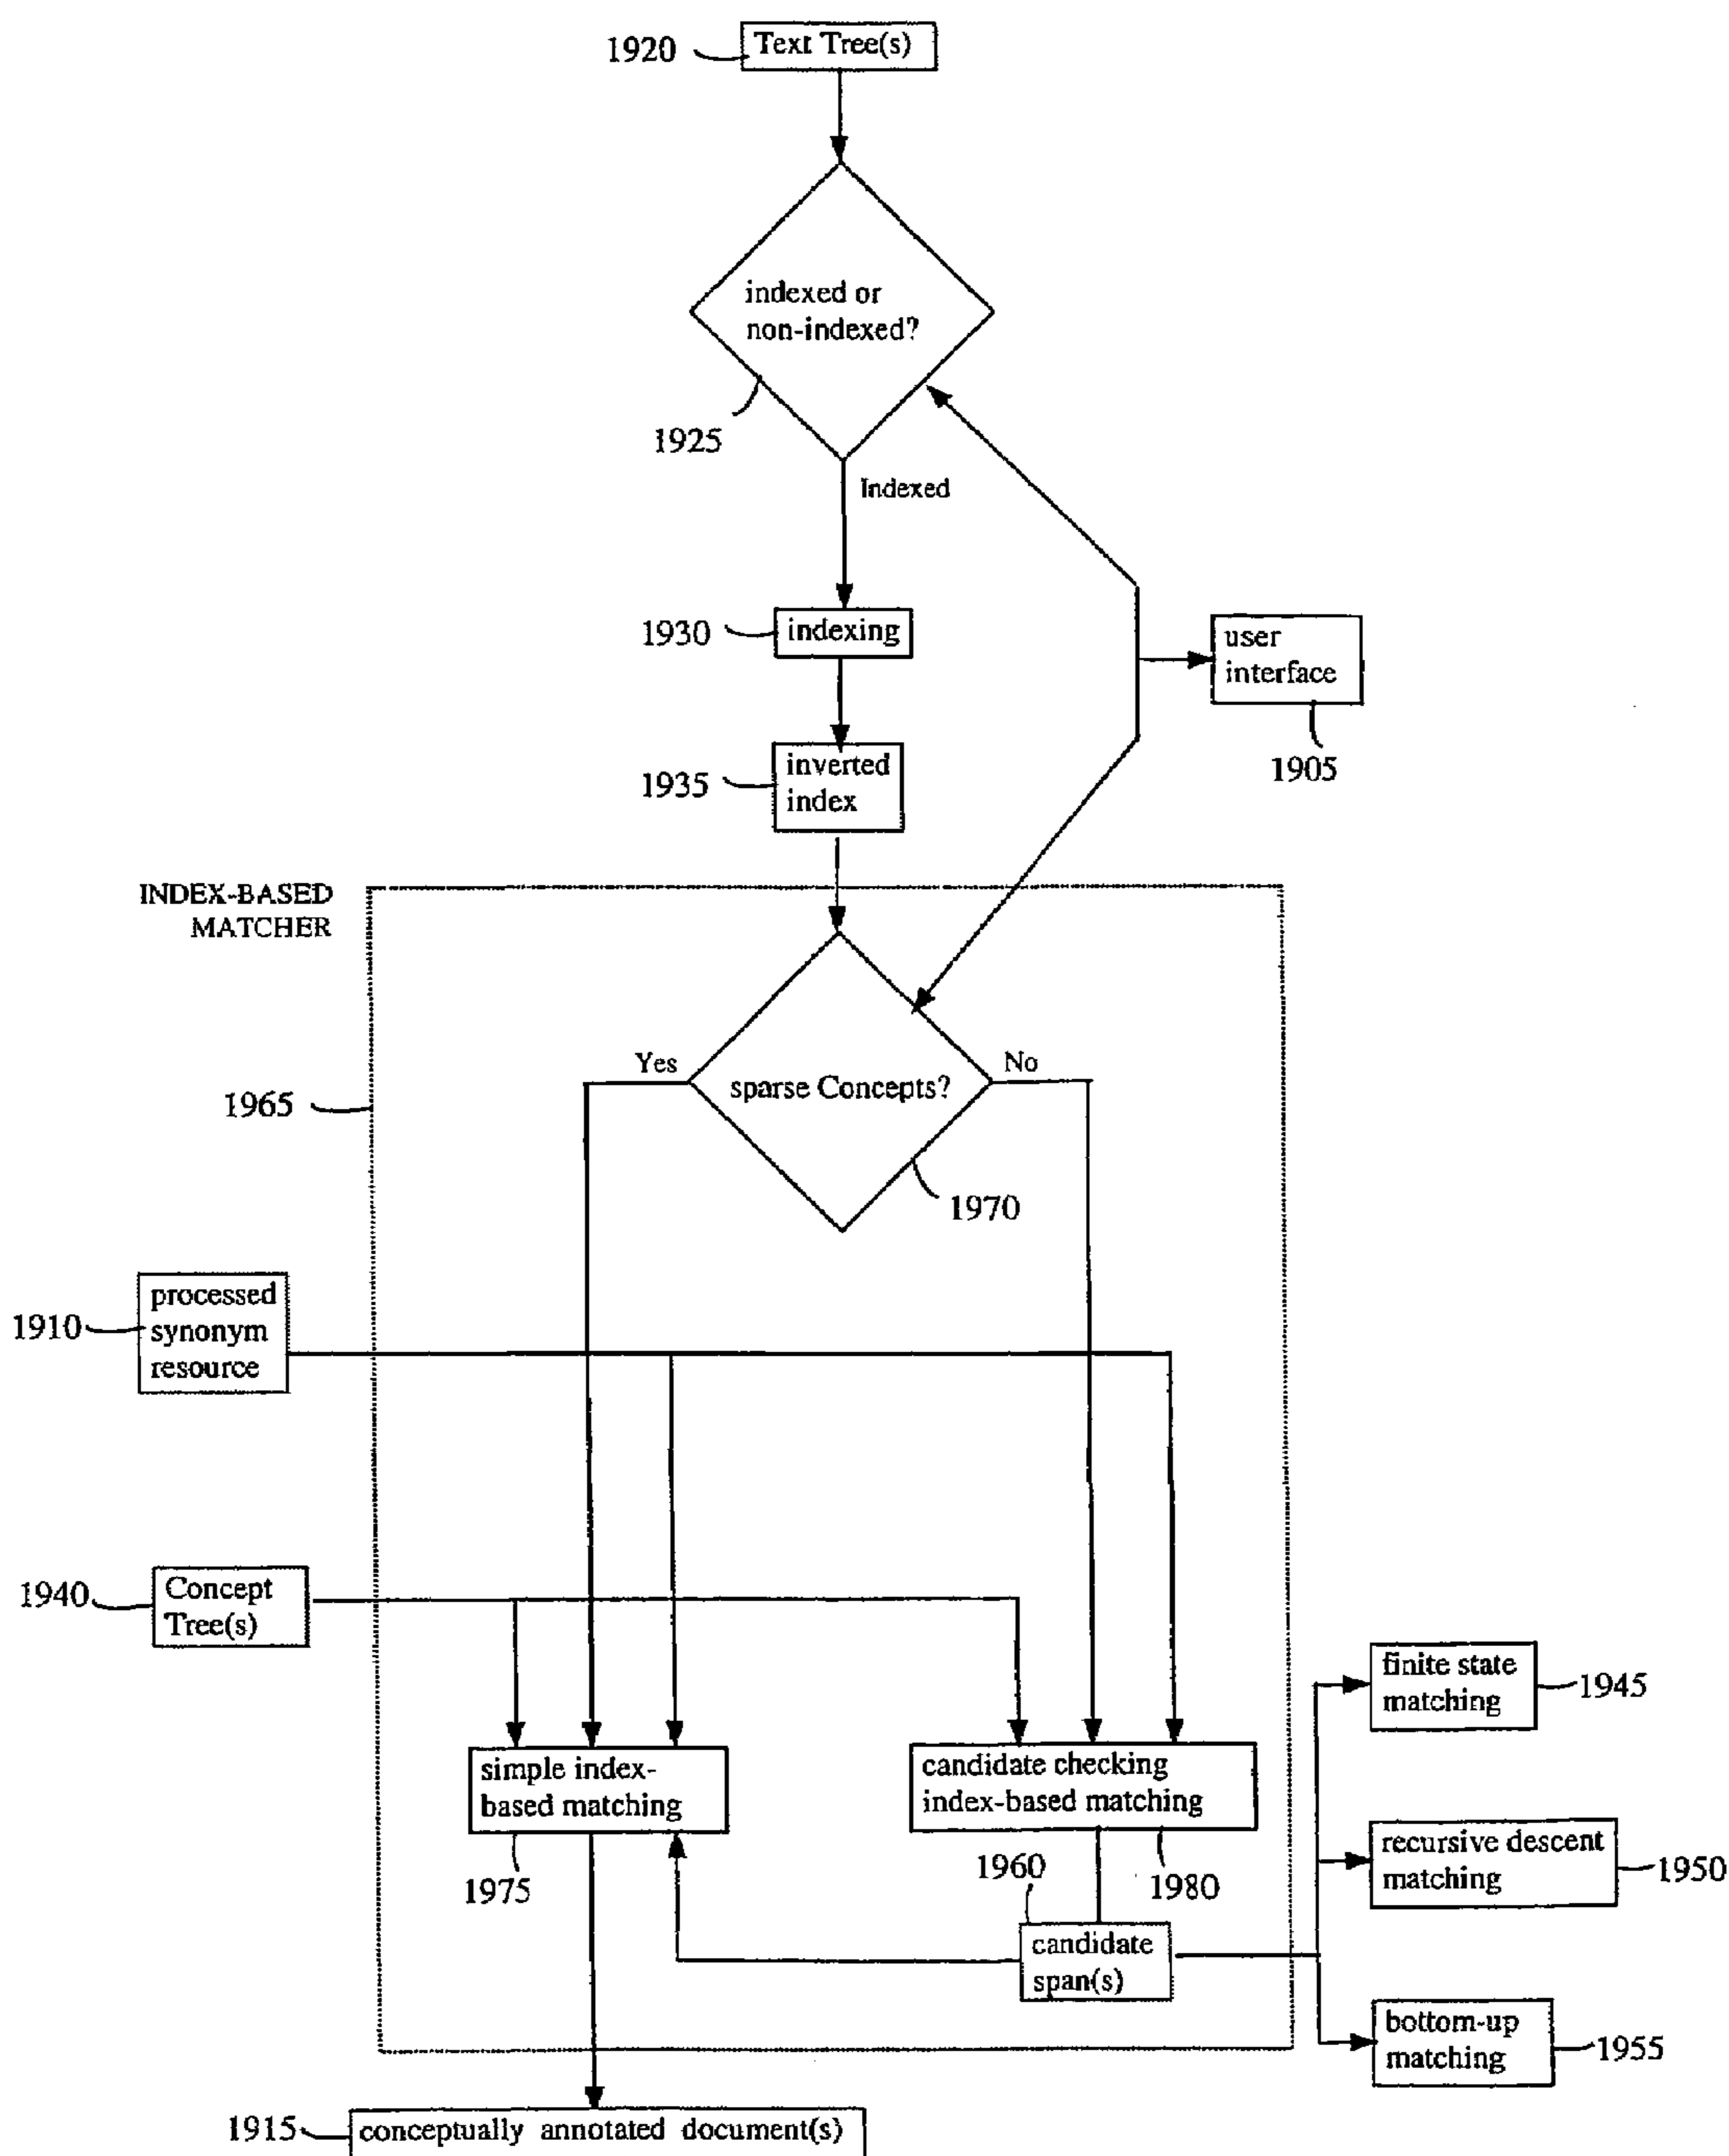 1920
Text Tree(s)
indexed or
non-indexed?
1925
Indexed
1930
indexing
user
interface
1905
1935
inverted
index
INDEX-BASED
MATCHER
Yes
No
sparse Concepts?
1965
1970
1910
processed
synonym
resource
1940
Concept
Tree(s)
finite state
matching
1945
simple index-
based matching
candidate checking
index-based matching
1975
1960
1980
recursive descent
matching
1950
candidate
span(s)
bottom-up
matching
1955
1915
conceptually annotated document(s)